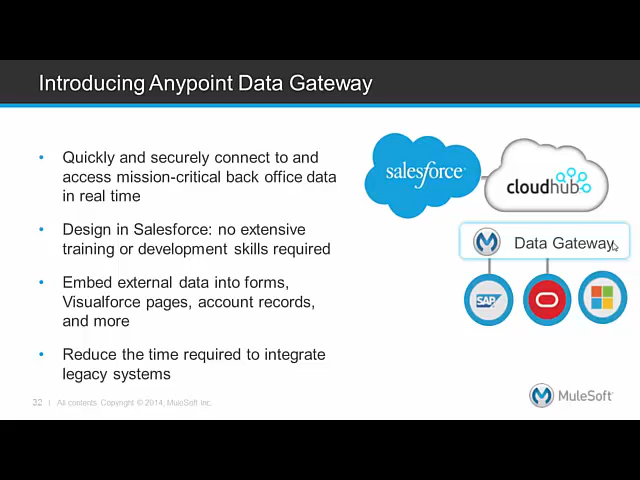 Introducing Anypoint Data Gateway
• Quickly and securely connect to and
access mission-critical back office data
in real time
• Design in Salesforce: no extensive
training or development skills required
• Embed external data into forms,
Visualforce pages, account records,
and more
• Reduce the time required to integrate
legacy systems
salesforce
cloudhub
Data Gateway
SAP
32 | All contents Copyright © 2014, MuleSoft Inc.
MuleSoft